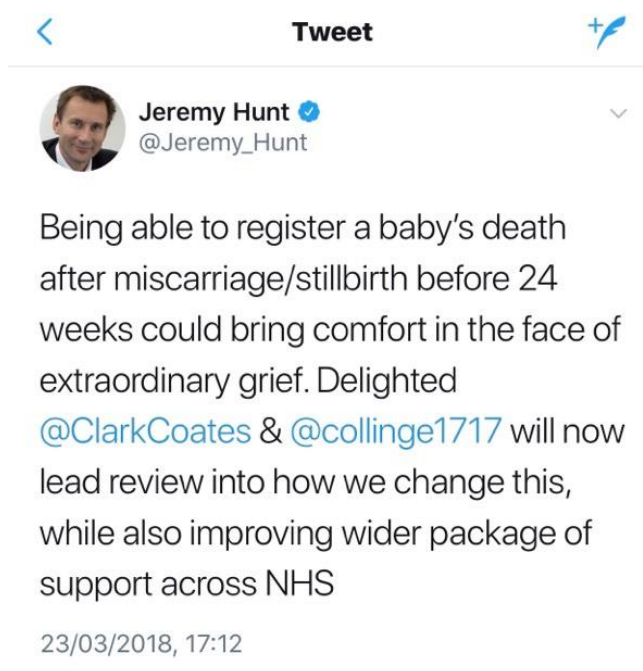 Tweet
Jeremy Hunt
@Jeremy_Hunt
Being able to register a baby's death
after miscarriage/stillbirth before 24
weeks could bring comfort in the face of
extraordinary grief. Delighted
@ClarkCoates & @collinge1717 will now
lead review into how we change this,
while also improving wider package of
support across NHS
23/03/2018, 17:12